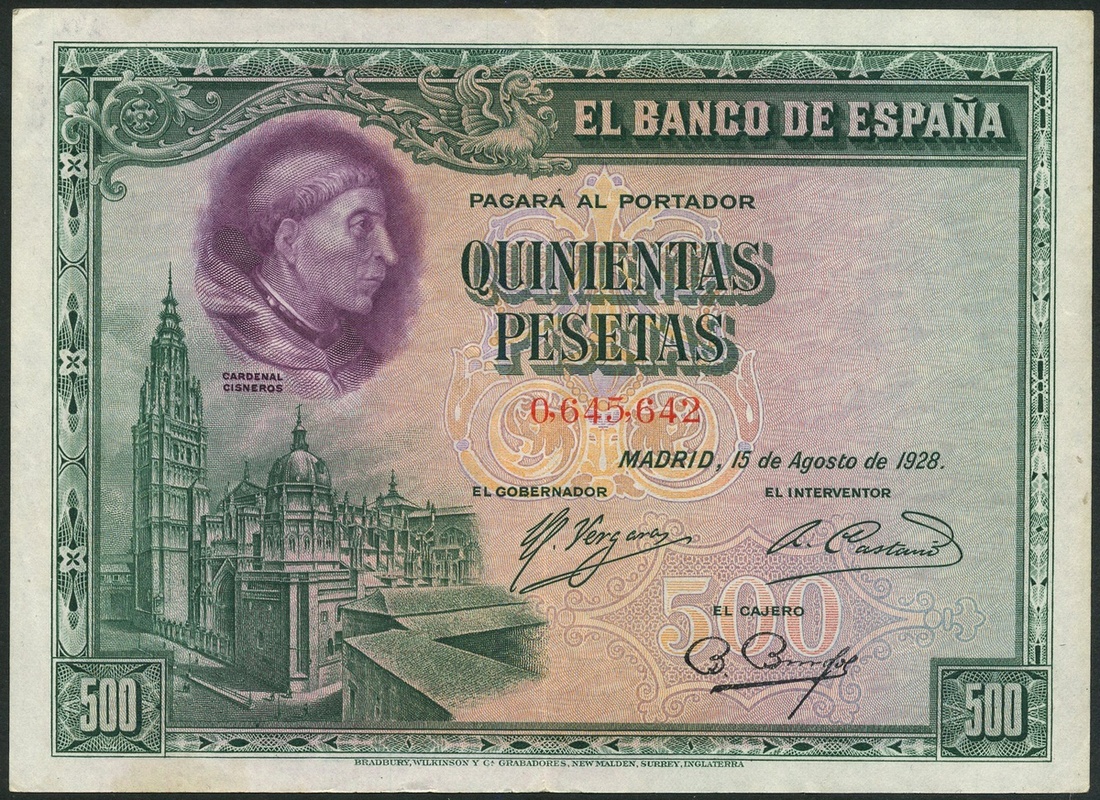 EL BANCO DE ESPAÑA
PAGARÁ AL PORTADOR
QUINIENTAS
PESETAS
CARDENAL
CISNEROS
0,645,642
MADRID, 15 de Agosto de 1928.
EL GOBERNADOR
EL INTERVENTOR
500
EL CAJERO
500
500
BRADBURY, WILKINSON Y Cª GRABADORES, NEW MALDEN, SURREY, INGLATERRA